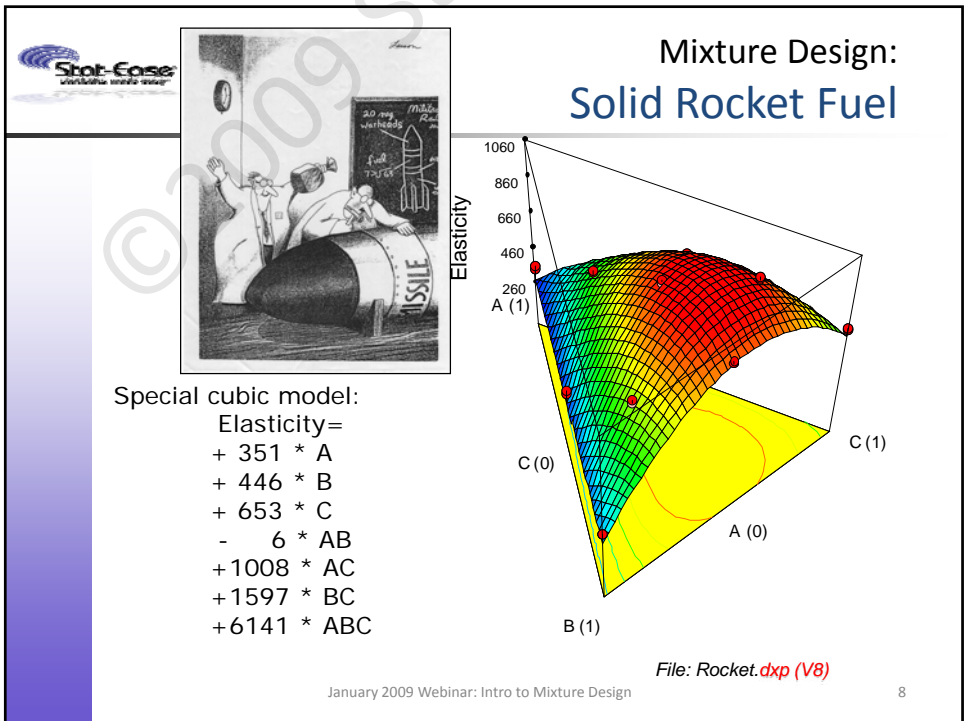 Stat-Ease
Mixture Design:
Solid Rocket Fuel
© 2009 S
20 meg
warheads
fuel
MISSILE
Special cubic model:
Elasticity=
+ 351 * A
+ 446 * B
+ 653 * C
- 6 * AB
+1008 * AC
+1597 * BC
+6141 * ABC
Elasticity
1060
860
660
460
260
A (1)
C (0)
C (1)
A (0)
B (1)
File: Rocket.dxp (V8)
January 2009 Webinar: Intro to Mixture Design
8